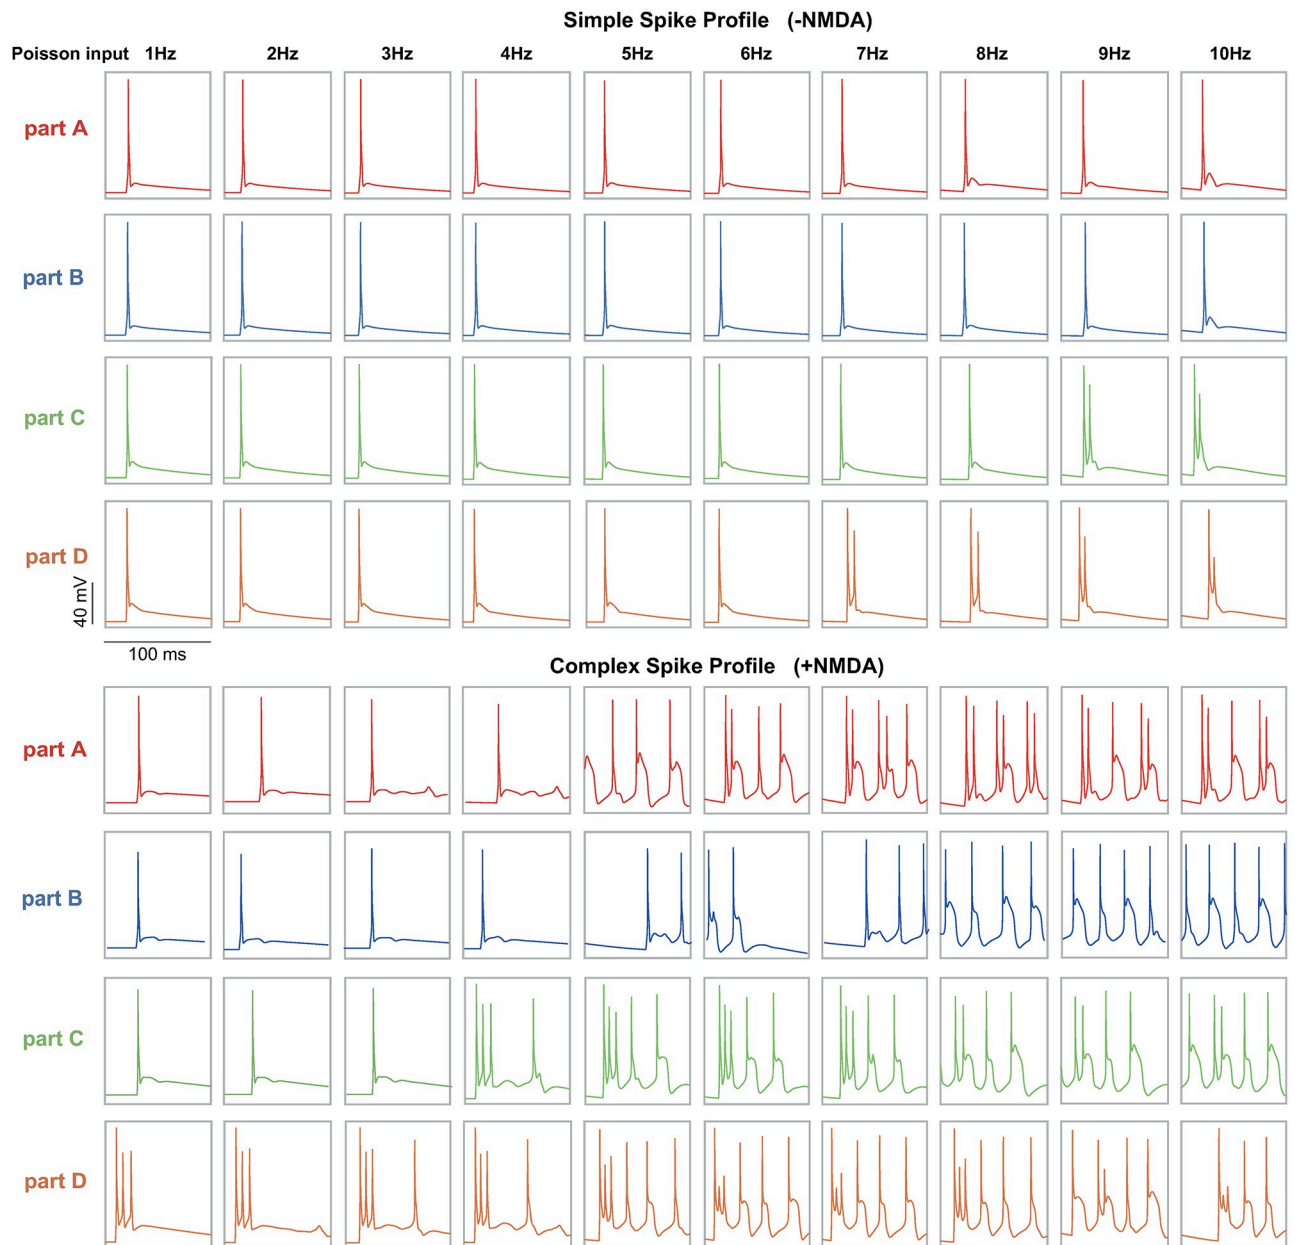 Simple Spike Profile (-NMDA)
Poisson input 1Hz 2Hz 3Hz 4Hz 5Hz 6Hz 7Hz 8Hz 9Hz 10Hz
part A
part B
part C
part D
40 mV
100 ms
Complex Spike Profile (+NMDA)
part A
part B
part C
part D